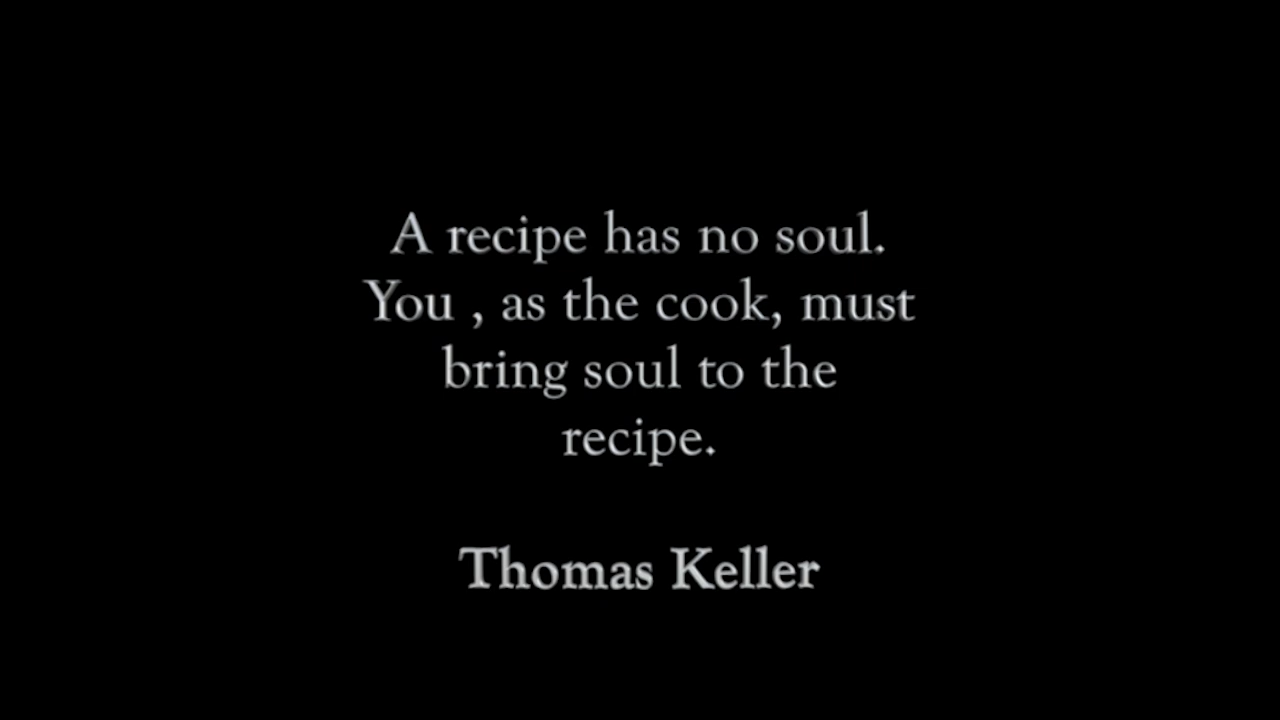 A recipe has no soul.
You , as the cook, must
bring soul to the
recipe.
Thomas Keller